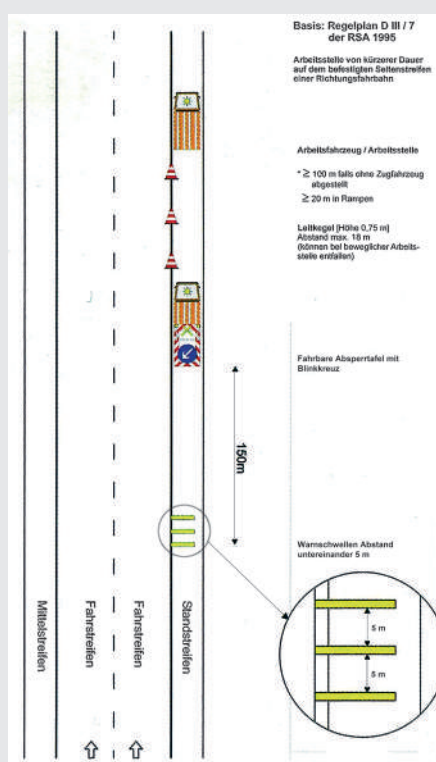 Basis: Regelplan D III / 7
der RSA 1995
Arbeitsstelle von kürzerer Dauer
auf dem befestigten Seitenstreifen
einer Richtungsfahrbahn
Arbeitsfahrzeug / Arbeitsstelle
* ≥ 100 m falls ohne Zugfahrzeug
abgestellt
≥ 20 m in Rampen
Leitkegel [Höhe 0,75 m]
Abstand max. 18 m
(können bei beweglicher Arbeits-
stelle entfallen)
Fahrbare Absperrtafel mit
Blinkkreuz
150m
Warnschwellen Abstand
untereinander 5 m
5 m
5 m
Mittelstreifen
Fahrstreifen
Fahrstreifen
Standstreifen